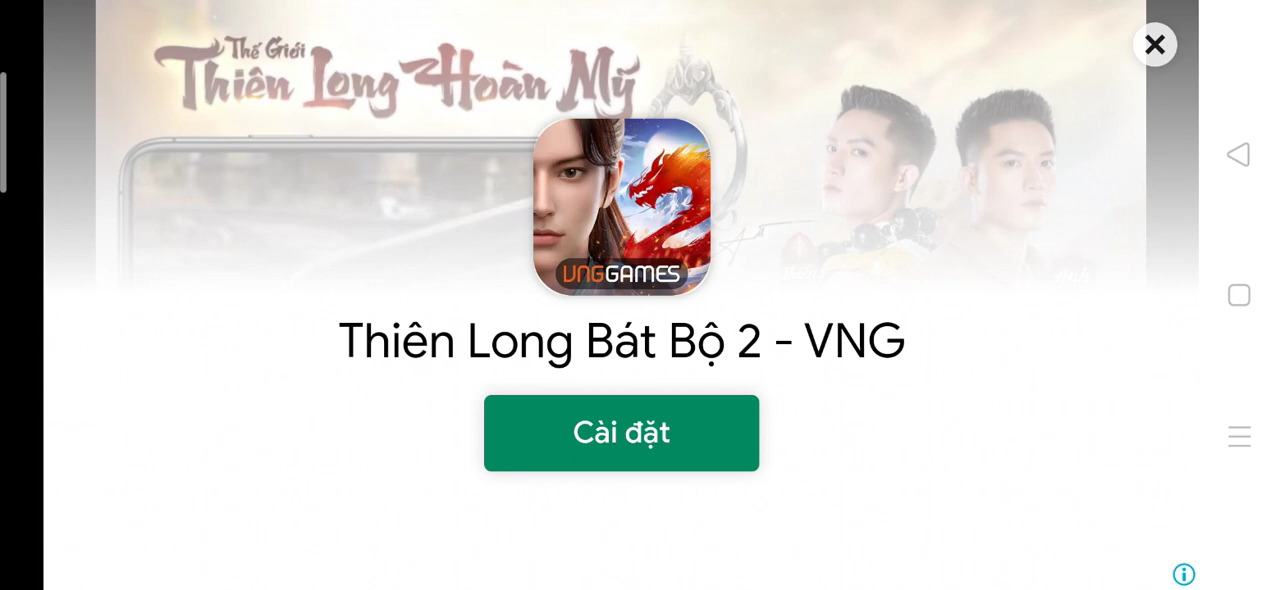 Thế Giới
Thiên Long Hoàn Mỹ
VNGGAMES
Thiên Long Bát Bộ 2 - VNG
Cài đặt